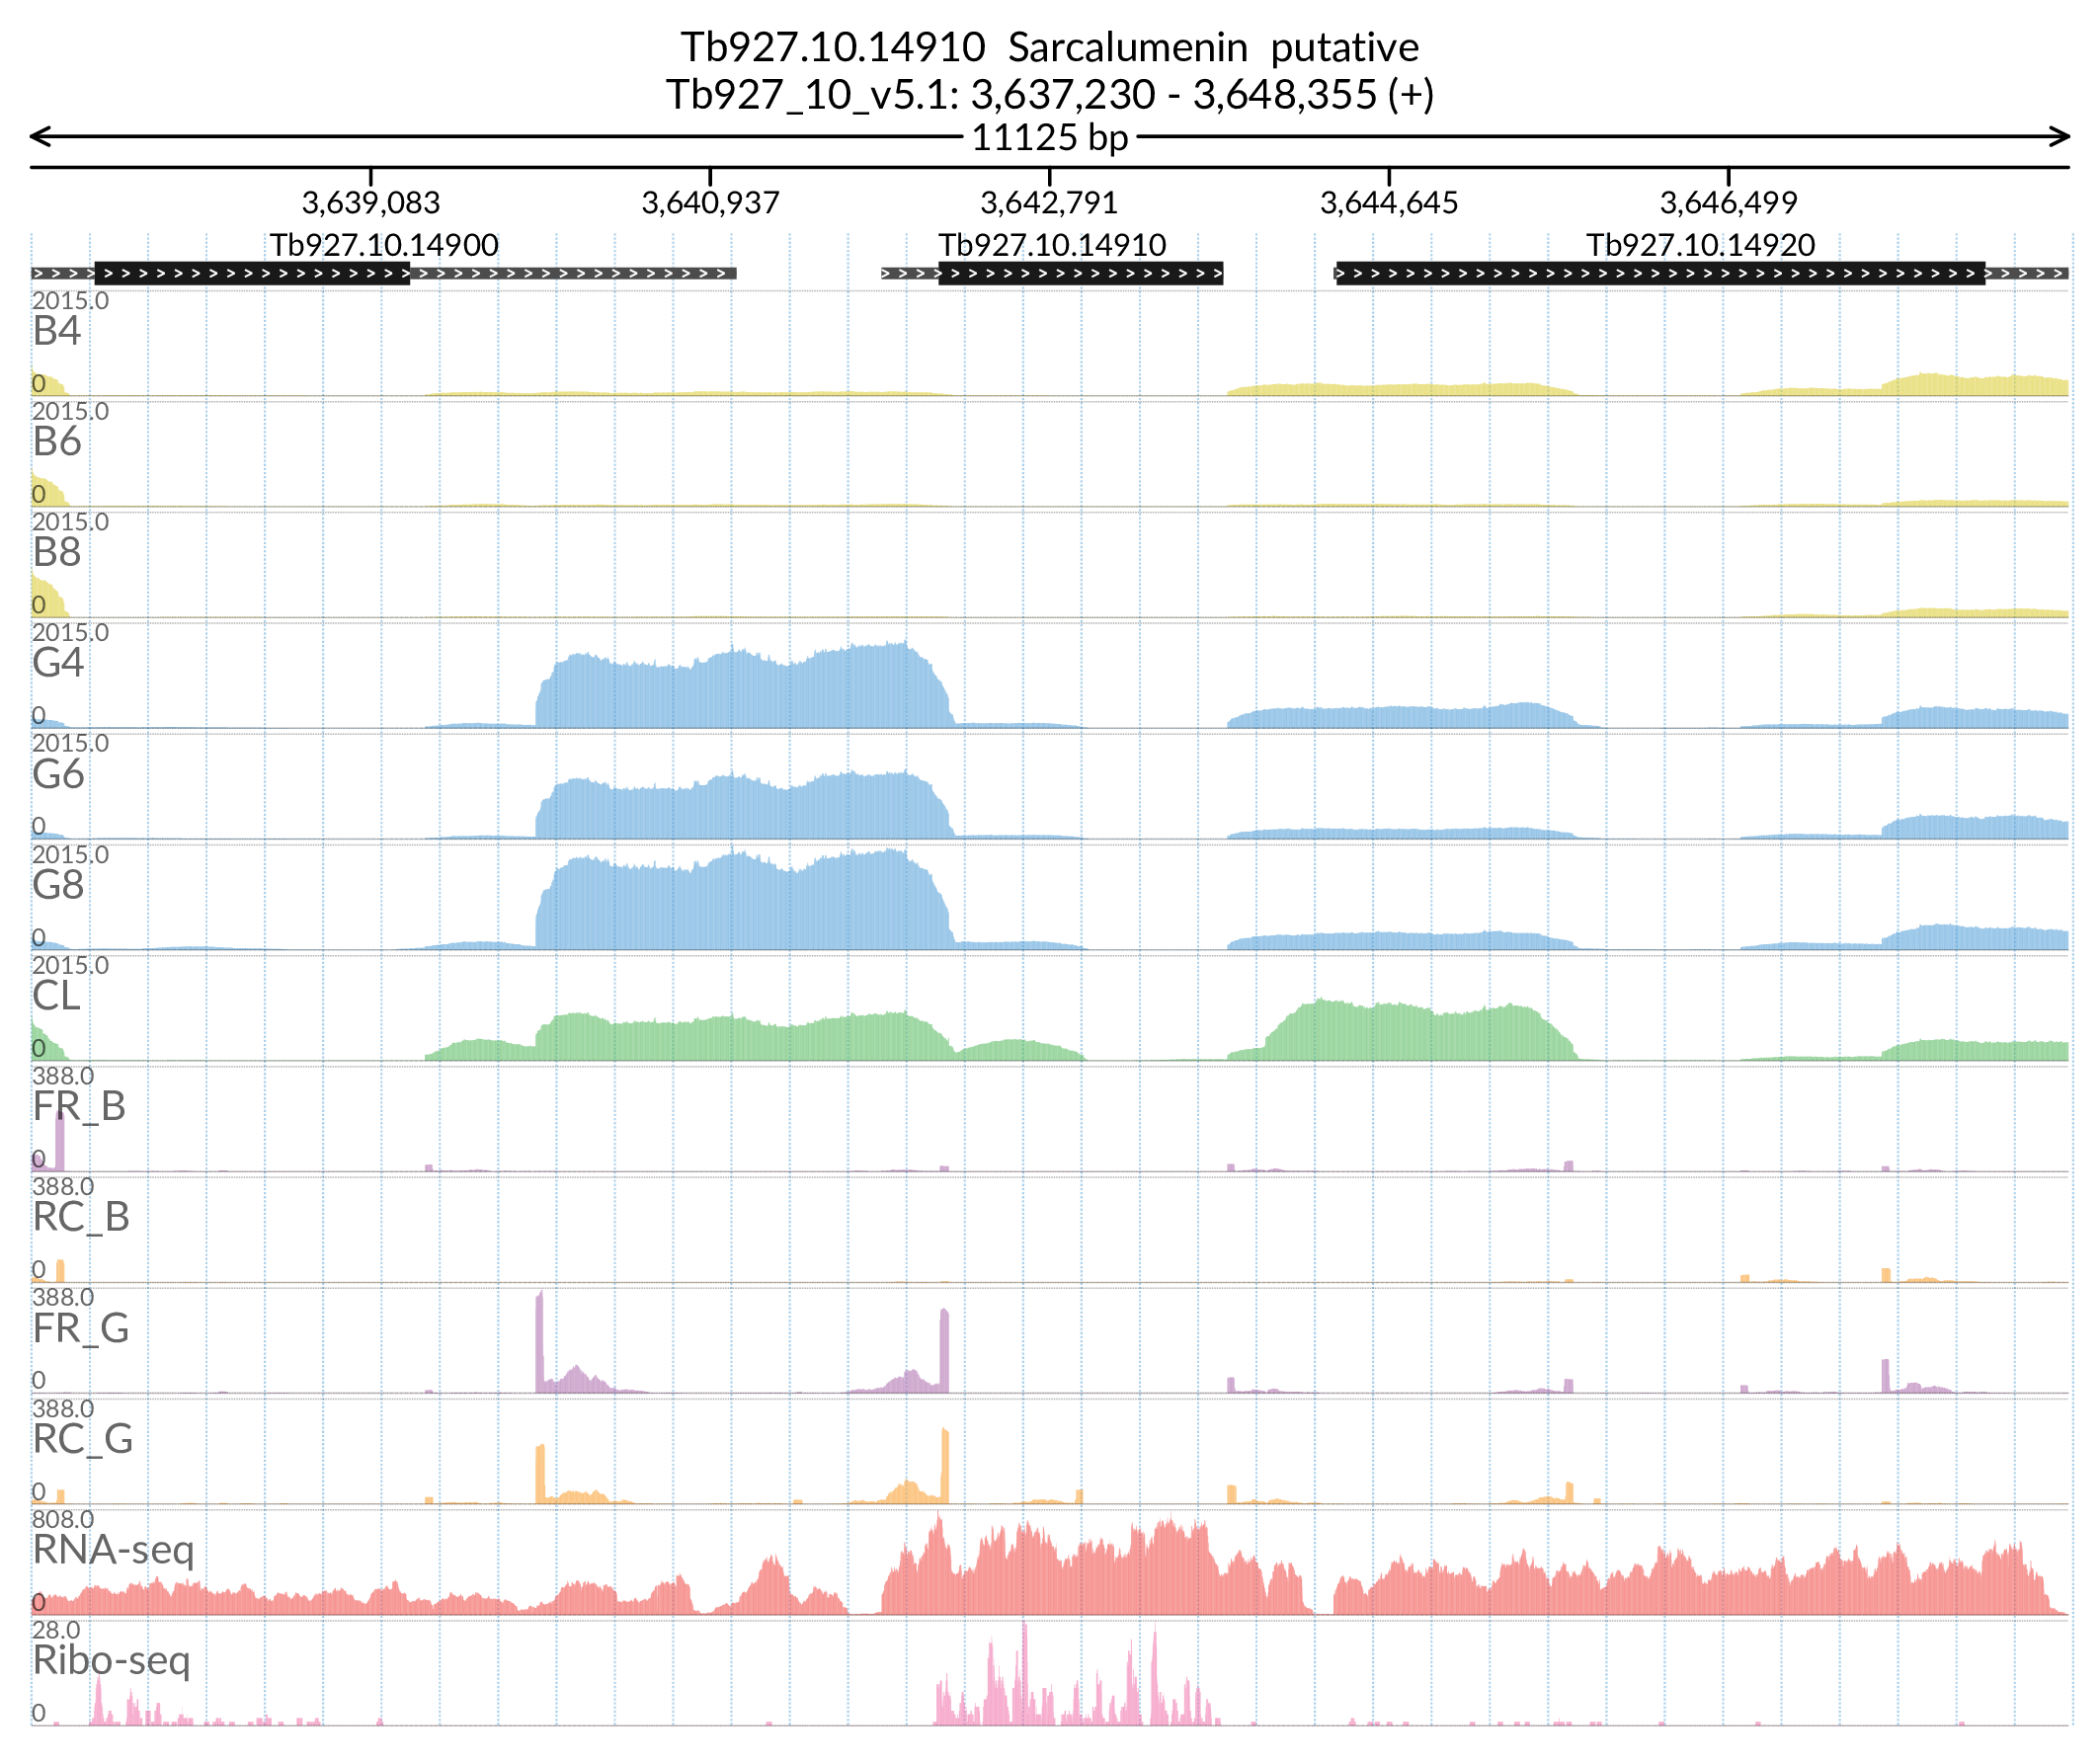 Tb927.10.14910 Sarcalumenin putative
Tb927_10_v5.1: 3,637,230 - 3,648,355 (+)
11125 bp
3,639,083 3,640,937 3,642,791 3,644,645 3,646,499
Tb927.10.14900 Tb927.10.14910 Tb927.10.14920
2015.0
B4
0
2015.0
B6
0
2015.0
B8
0
2015.0
G4
0
2015.0
G6
0
2015.0
G8
0
2015.0
CL
0
388.0
FR_B
0
388.0
RC_B
0
388.0
FR_G
0
388.0
RC_G
0
808.0
RNA-seq
0
28.0
Ribo-seq
0